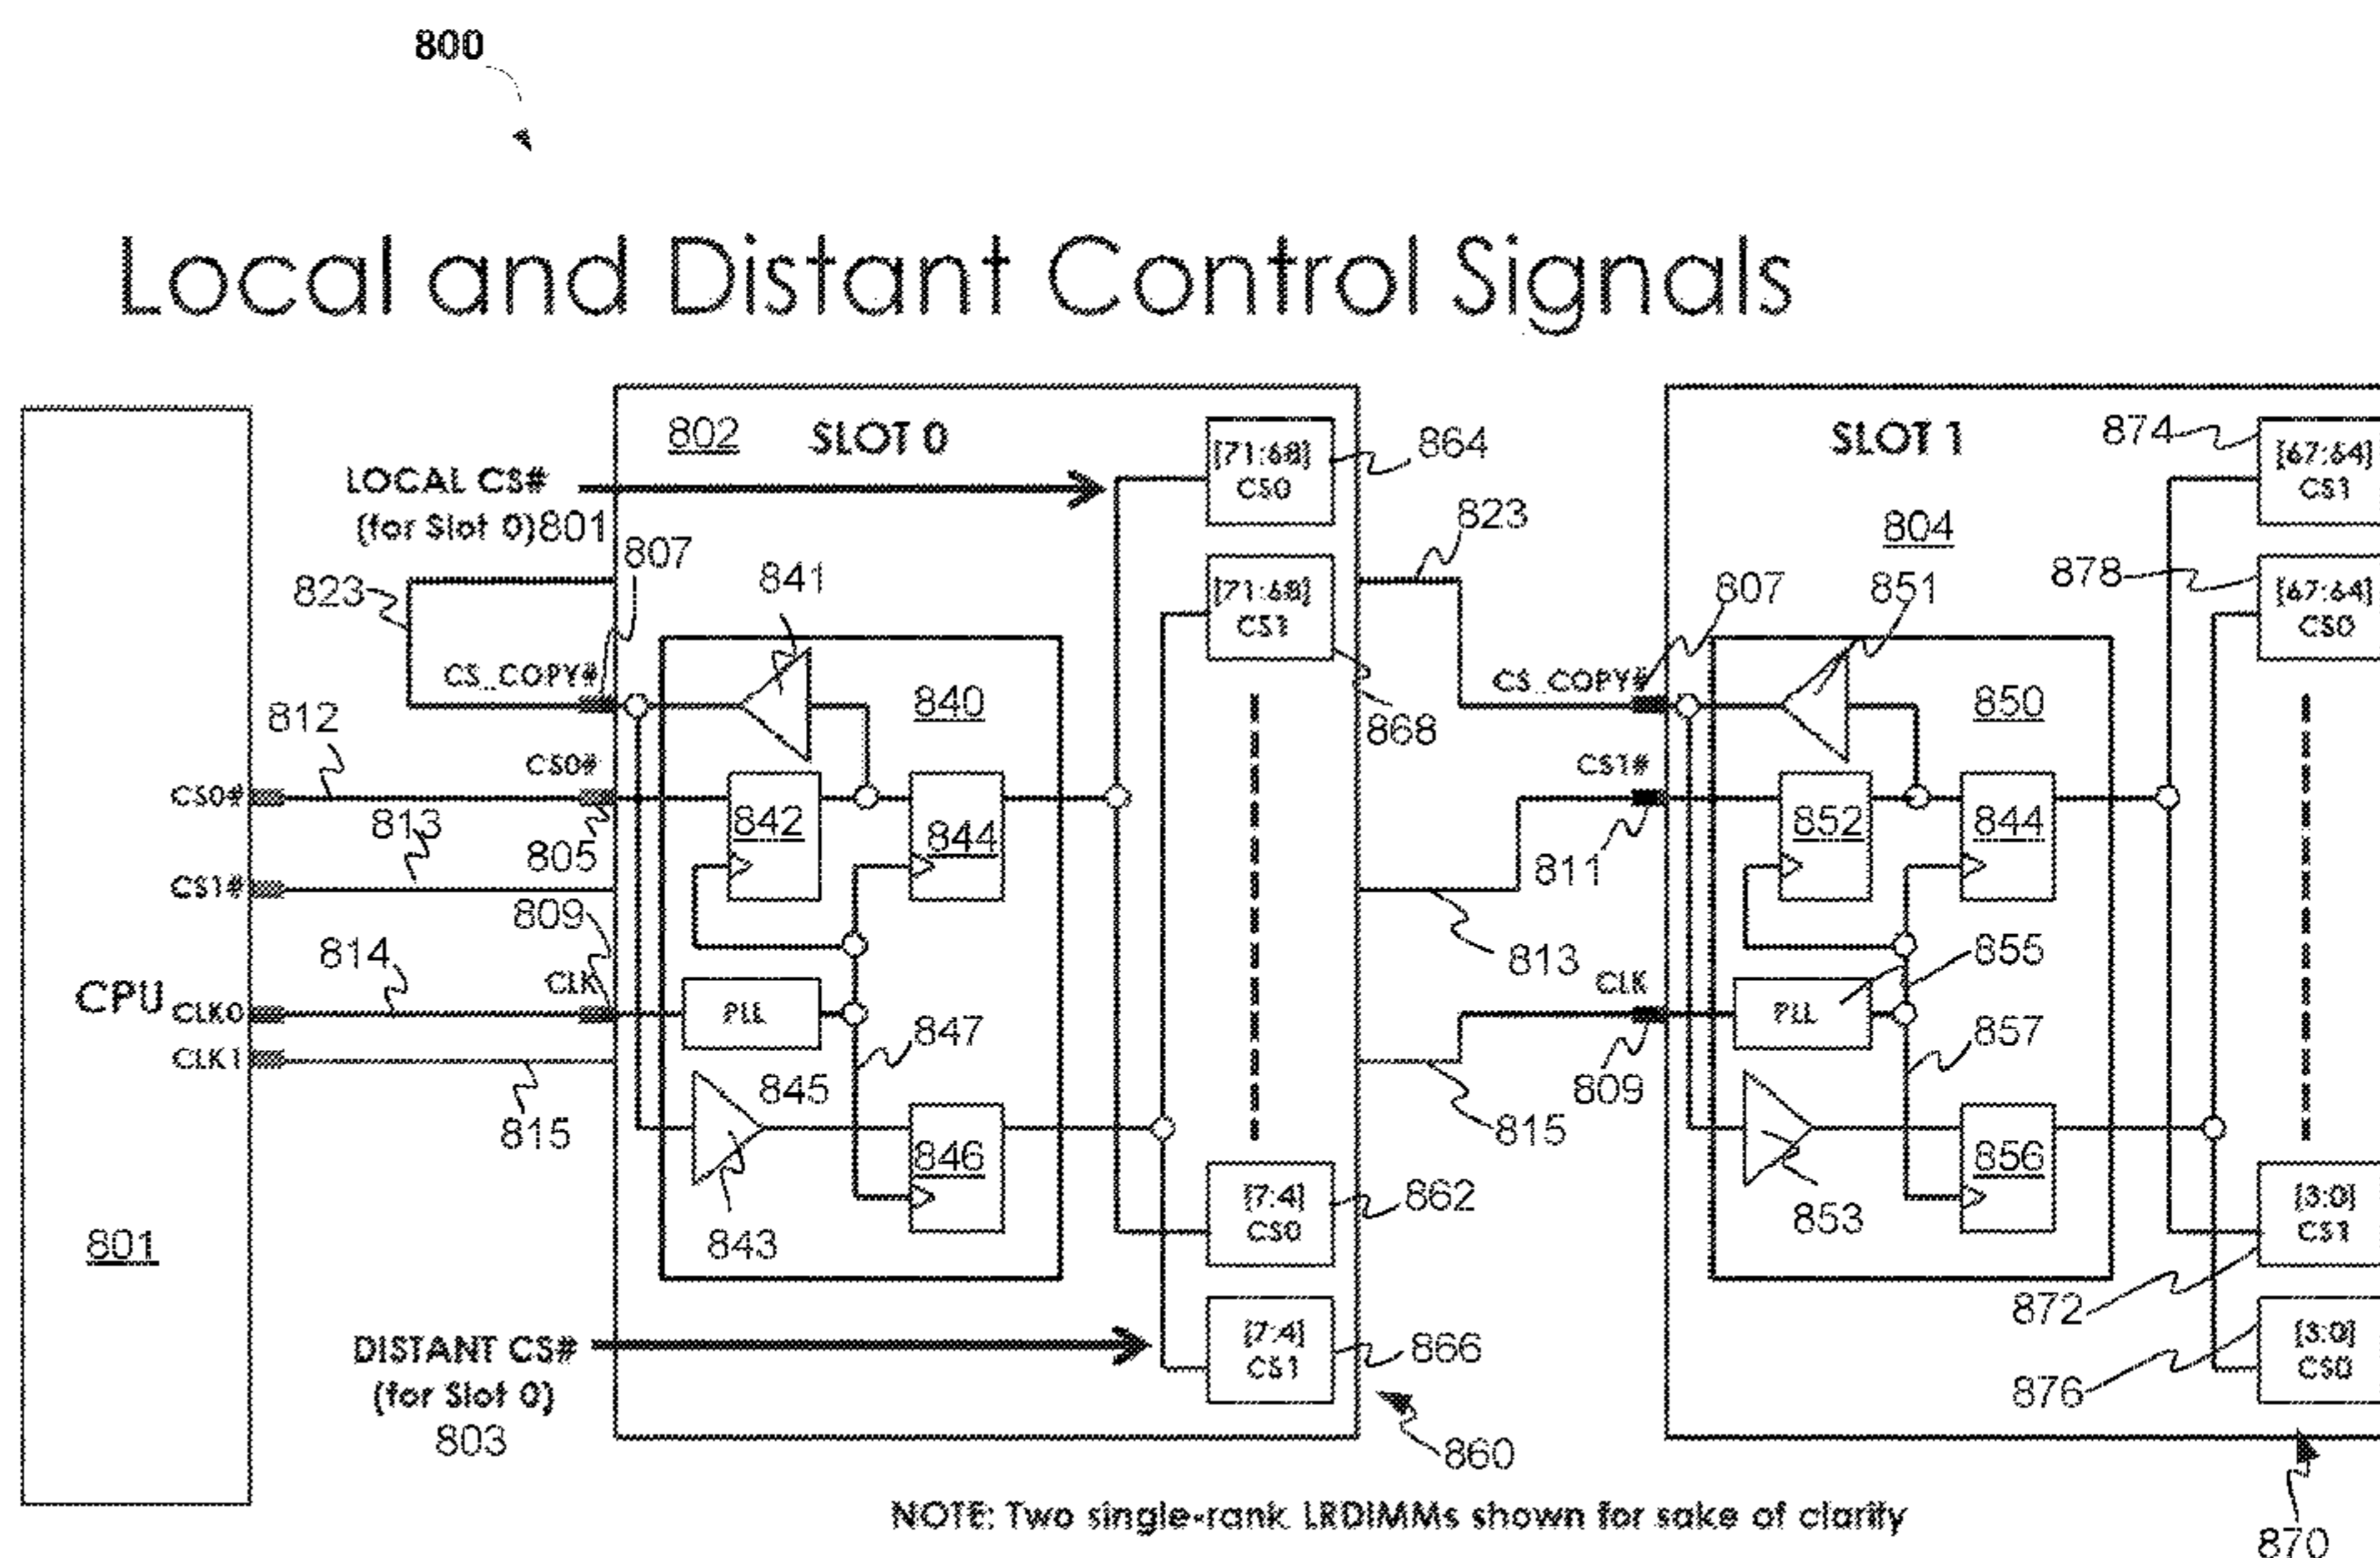 800
Local and Distant Control Signals
802 SLOT 0
LOCAL CS#
(for Slot 0)801
[71:68]
CS0
864
SLOT 1
874
[67:64]
CS1
823
807
841
[71:68]
CS1
868
823
804
878
[67:64]
CS0
807
851
CS_COPY#
840
CS_COPY#
850
812
CS0#
CS0#
813
805
842
844
CS1#
811
852
844
CS1#
809
814
CLK
CPU
CLK0
PLL
847
CLK1
815
845
813
CLK
855
PLL
857
809
815
843
846
853
856
[7:4]
CS0
862
[3:0]
CS1
872
801
DISTANT CS#
(for Slot 0)
803
[7:4]
CS1
866
[3:0]
CS0
876
860
NOTE: Two single-rank LRDIMMs shown for sake of clarity
870